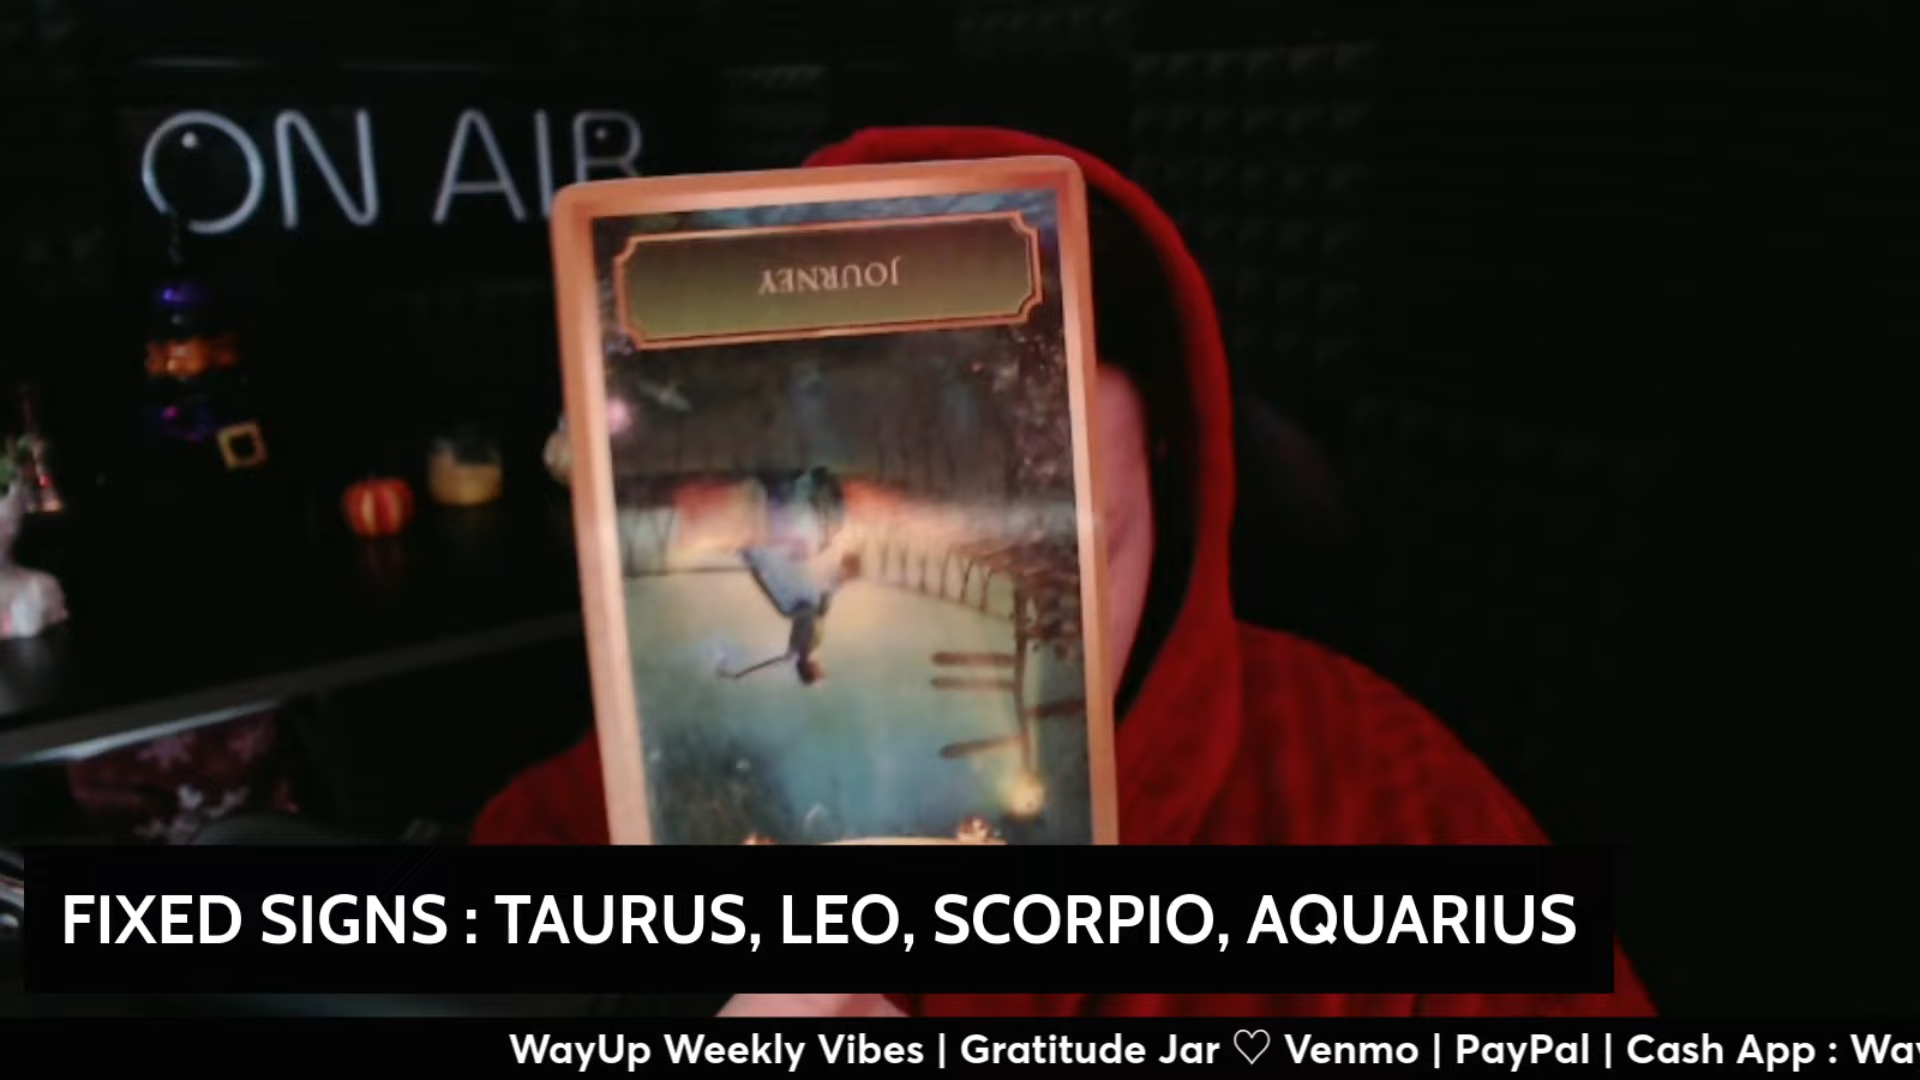 ON AIR
JOURNEY
FIXED SIGNS : TAURUS, LEO, SCORPIO, AQUARIUS
WayUp Weekly Vibes | Gratitude Jar ♡ Venmo | PayPal | Cash App :